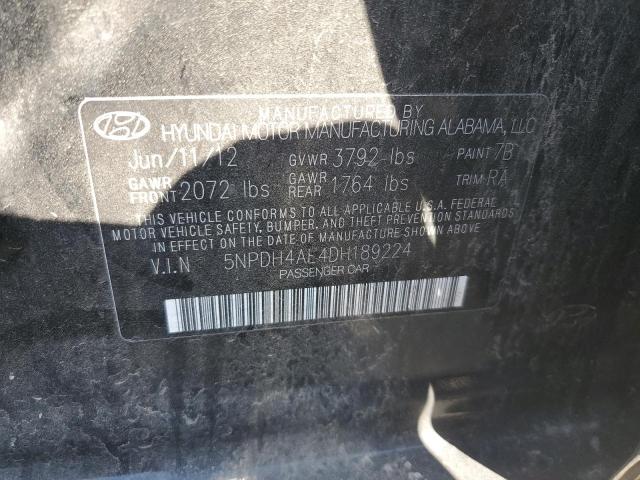 MANUFACTURED BY
HYUNDAI MOTOR MANUFACTURING ALABAMA, LLC
Jun/11/12 GVWR 3792 lbs PAINT 7B
GAWR FRONT 2072 lbs GAWR REAR 1764 lbs TRIM RA
THIS VEHICLE CONFORMS TO ALL APPLICABLE U.S.A. FEDERAL
MOTOR VEHICLE SAFETY, BUMPER, AND THEFT PREVENTION STANDARDS
IN EFFECT ON THE DATE OF MANUFACTURE SHOWN ABOVE.
V.I.N 5NPDH4AE4DH189224
PASSENGER CAR